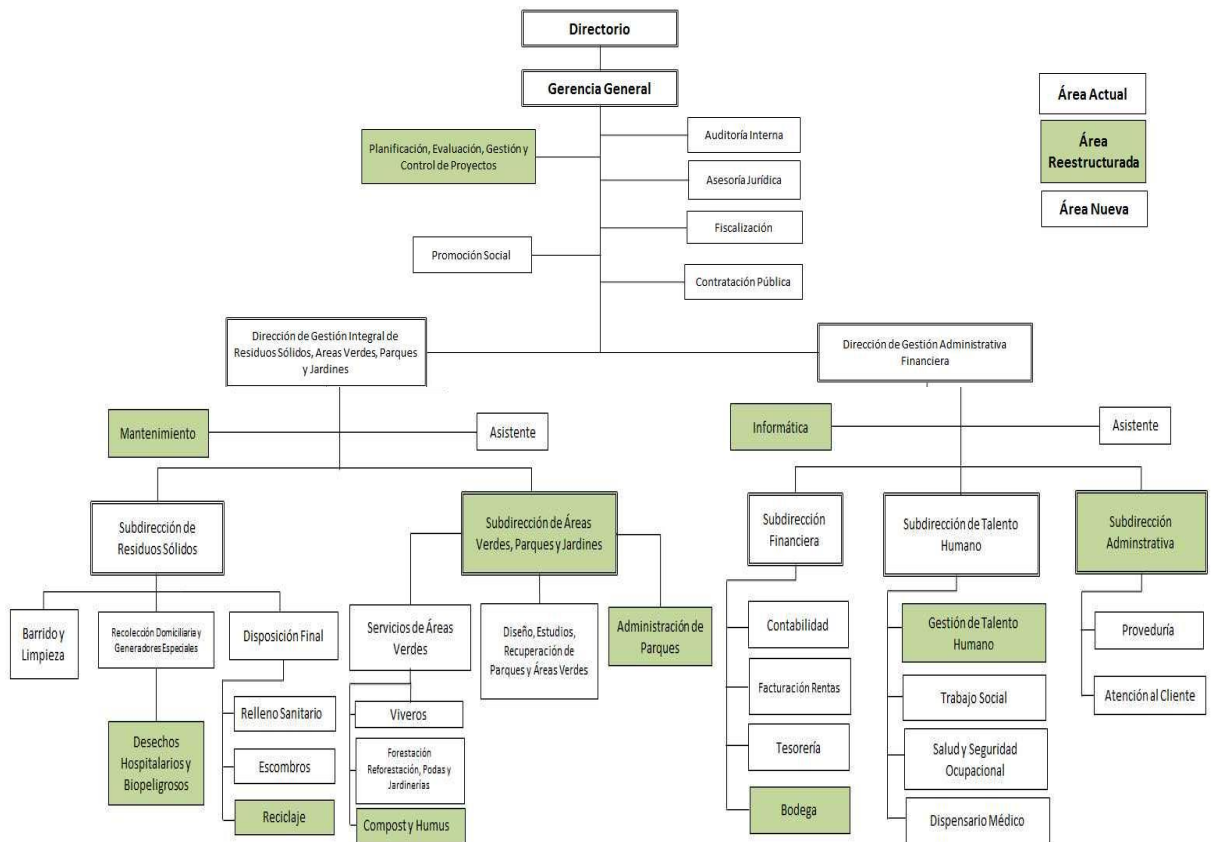 Directorio
Gerencia General
Área Actual
Área
Reestructurada
Área Nueva
Planificación, Evaluación, Gestión y
Control de Proyectos
Auditoría Interna
Asesoría Jurídica
Fiscalización
Promoción Social
Contratación Pública
Dirección de Gestión Integral de
Residuos Sólidos, Areas Verdes, Parques
y Jardines
Dirección de Gestión Administrativa
Financiera
Mantenimiento
Asistente
Informática
Asistente
Subdirección de
Residuos Sólidos
Subdirección de Áreas
Verdes, Parques y Jardines
Subdirección
Financiera
Subdirección de Talento
Humano
Subdirección
Adminstrativa
Barrido y
Limpieza
Recolección Domiciliaria y
Generadores Especiales
Disposición Final
Servicios de Áreas
Verdes
Diseño, Estudios,
Recuperación de
Parques y Áreas Verdes
Administración de
Parques
Contabilidad
Gestión de Talento
Humano
Proveduría
Relleno Sanitario
Viveros
Facturación Rentas
Trabajo Social
Atención al Cliente
Desechos
Hospitalarios y
Biopeligrosos
Escombros
Forestación
Reforestación, Podas y
Jardinerías
Tesorería
Salud y Seguridad
Ocupacional
Reciclaje
Compost y Humus
Bodega
Dispensario Médico